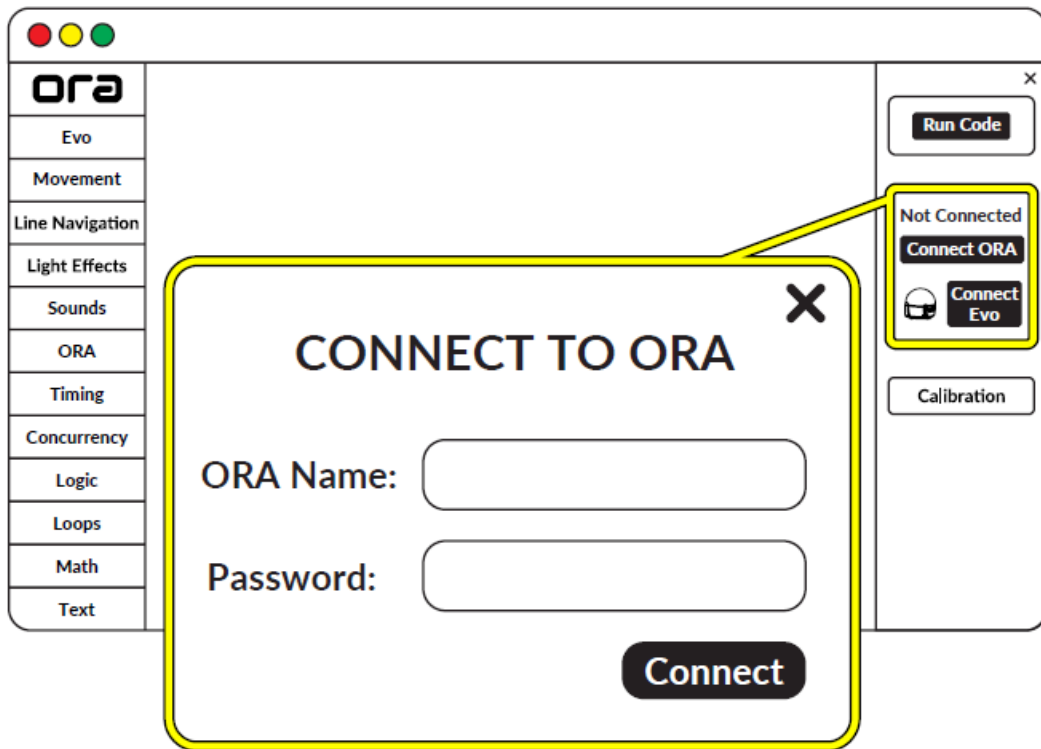 ora
Evo
Movement
Line Navigation
Light Effects
Sounds
ORA
Timing
Concurrency
Logic
Loops
Math
Text
CONNECT TO ORA
ORA Name:
Password:
Connect
Run Code
Not Connected
Connect ORA
Connect
Evo
Calibration